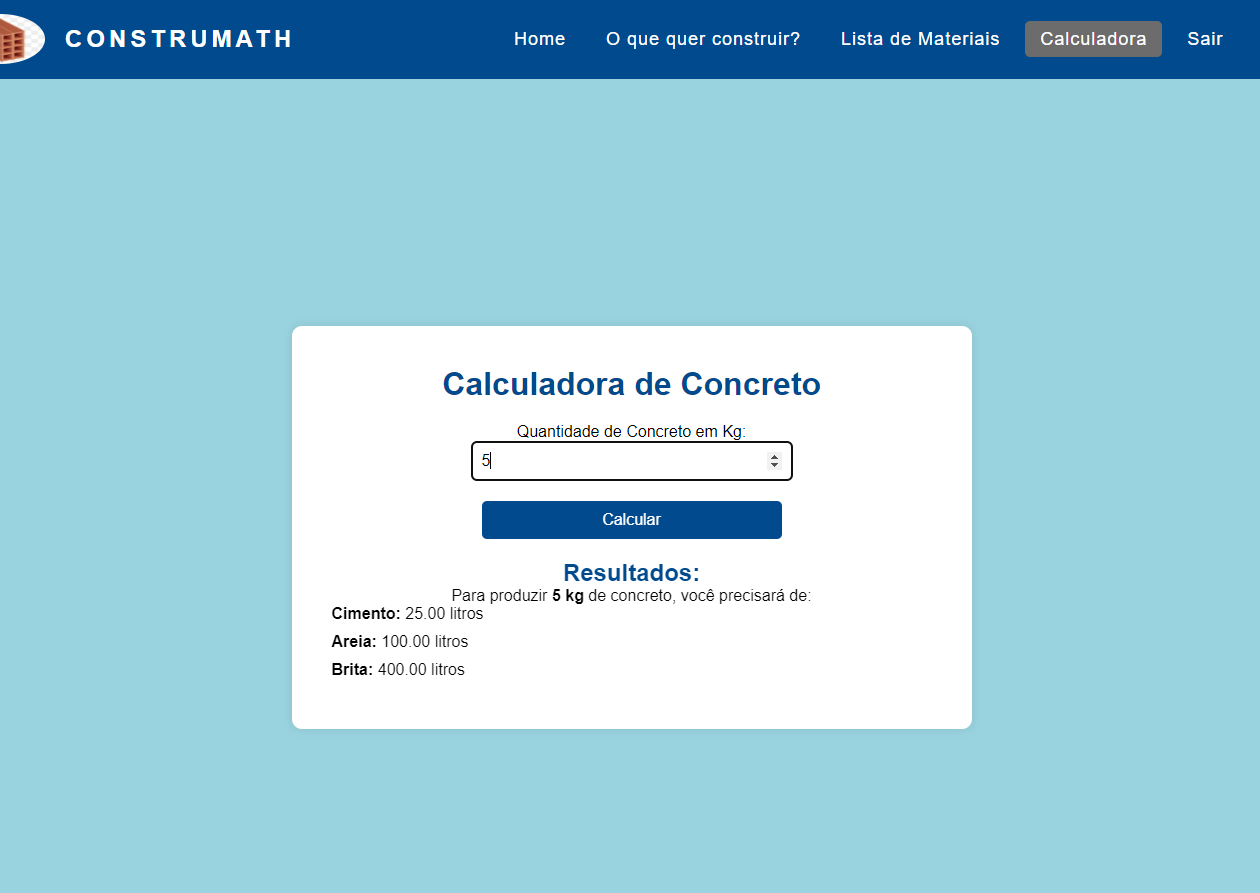 CONSTRUMATH
Home O que quer construir? Lista de Materiais Calculadora Sair
Calculadora de Concreto
Quantidade de Concreto em Kg:
5
Calcular
Resultados:
Para produzir 5 kg de concreto, você precisará de:
Cimento: 25.00 litros
Areia: 100.00 litros
Brita: 400.00 litros